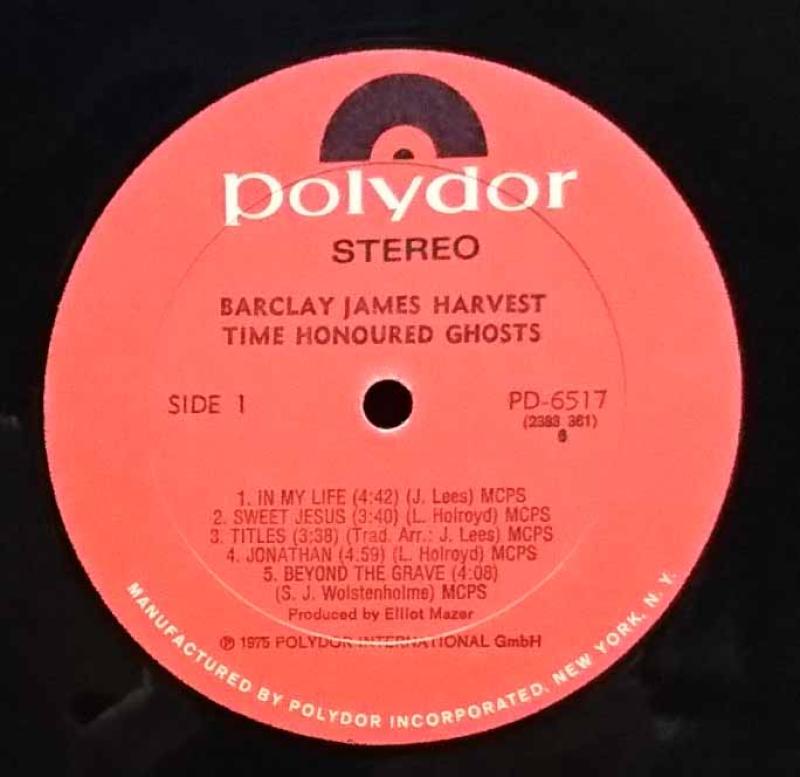 polydor
STEREO
BARCLAY JAMES HARVEST
TIME HONOURED GHOSTS
SIDE 1
PD-6517
(2383 361)
6
1. IN MY LIFE (4:42) (J. Lees) MCPS
2. SWEET JESUS (3:40) (L. Holroyd) MCPS
3. TITLES (3:38) (Trad. Arr.: J. Lees) MCPS
4. JONATHAN (4.59) (L. Holroyd) MCPS
5. BEYOND THE GRAVE (4:08)
(S. J. Wolstenholme) MCPS
Produced by Elliot Mazer
℗ 1975 POLYDOR INTERNATIONAL GmbH
MANUFACTURED BY POLYDOR INCORPORATED, NEW YORK, N. Y.